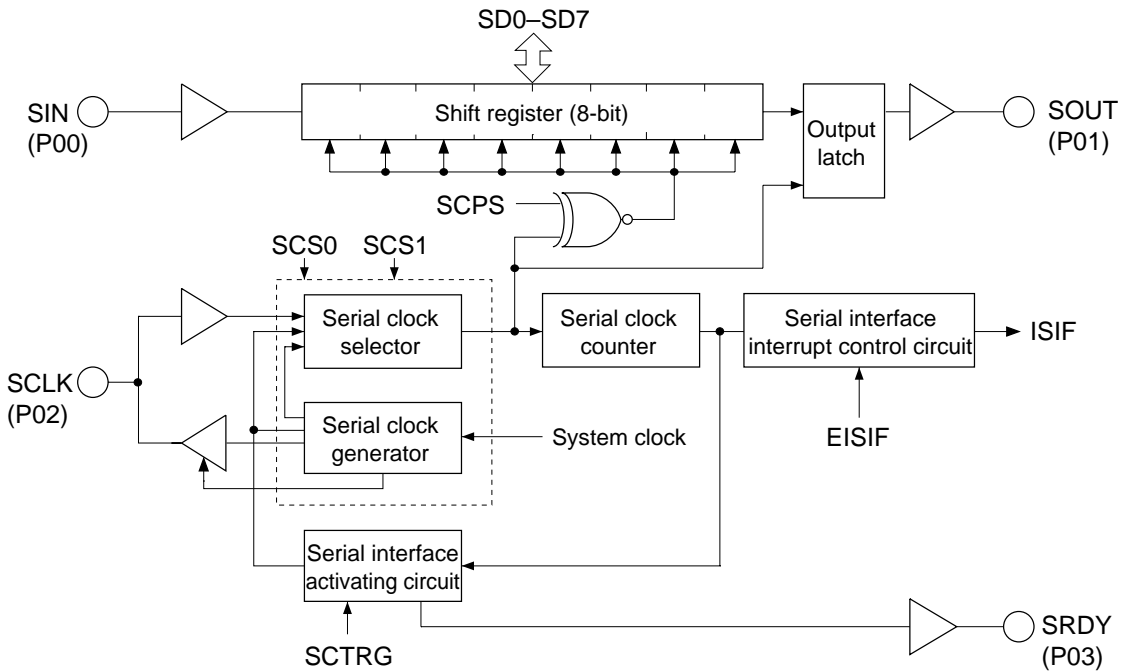 SD0–SD7
SIN
(P00)
Shift register (8-bit)
Output
latch
SOUT
(P01)
SCPS
SCS0
SCS1
Serial clock
selector
Serial clock
counter
Serial interface
interrupt control circuit
ISIF
SCLK
(P02)
Serial clock
generator
System clock
EISIF
Serial interface
activating circuit
SCTRG
SRDY
(P03)